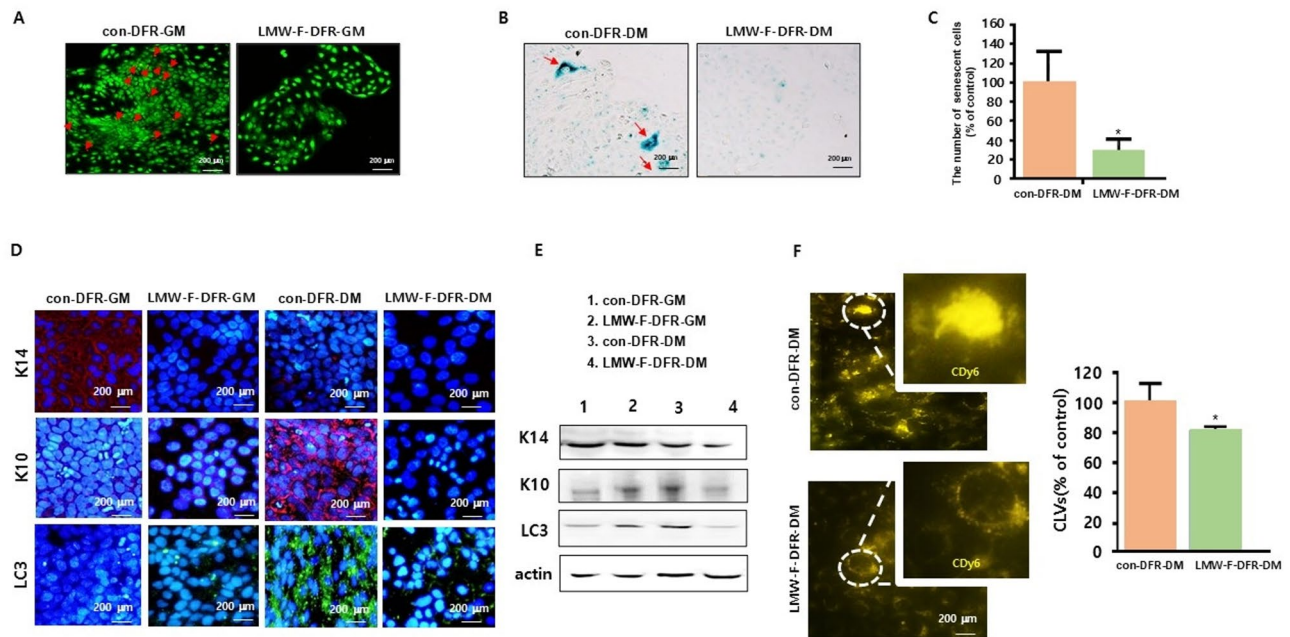 A
con-DFR-GM
LMW-F-DFR-GM
200 µm
200 µm
B
con-DFR-DM
LMW-F-DFR-DM
200 µm
200 µm
C
The number of senescent cells
(% of control)
160
140
120
100
80
60
40
20
0
*
con-DFR-DM
LMW-F-DFR-DM
D
con-DFR-GM
LMW-F-DFR-GM
con-DFR-DM
LMW-F-DFR-DM
K14
200 µm
200 µm
200 µm
200 µm
K10
200 µm
200 µm
200 µm
200 µm
LC3
200 µm
200 µm
200 µm
200 µm
E
1. con-DFR-GM
2. LMW-F-DFR-GM
3. con-DFR-DM
4. LMW-F-DFR-DM
1 2 3 4
K14
K10
LC3
actin
F
con-DFR-DM
CDy6
LMW-F-DFR-DM
CDy6
200 µm
CLVs(% of control)
120
100
80
60
40
20
0
*
con-DFR-DM
LMW-F-DFR-DM